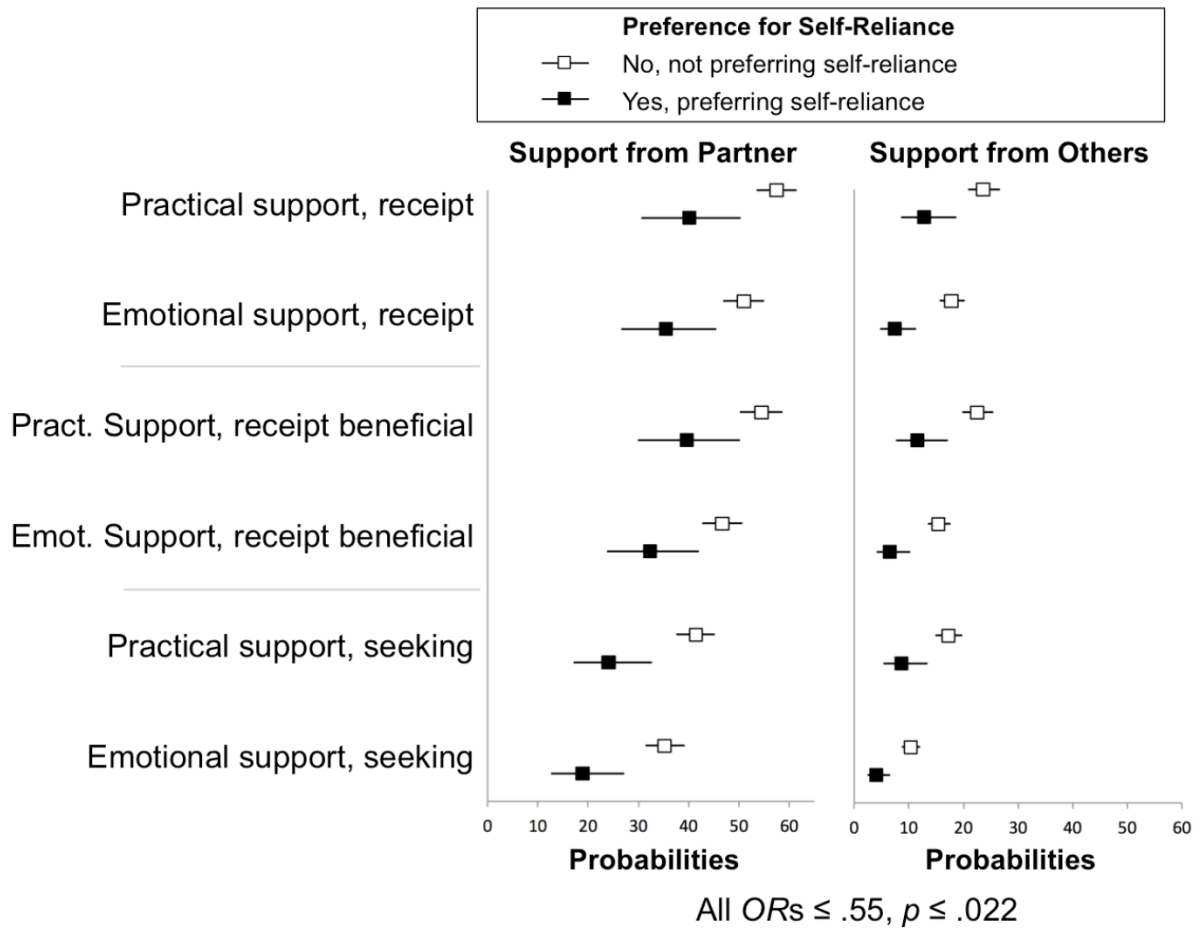 Preference for Self-Reliance
No, not preferring self-reliance
Yes, preferring self-reliance
Support from Partner
Support from Others
Practical support, receipt
Emotional support, receipt
Pract. Support, receipt beneficial
Emot. Support, receipt beneficial
Practical support, seeking
Emotional support, seeking
0 10 20 30 40 50 60
0 10 20 30 40 50 60
Probabilities
Probabilities
All ORs ≤ .55, p ≤ .022